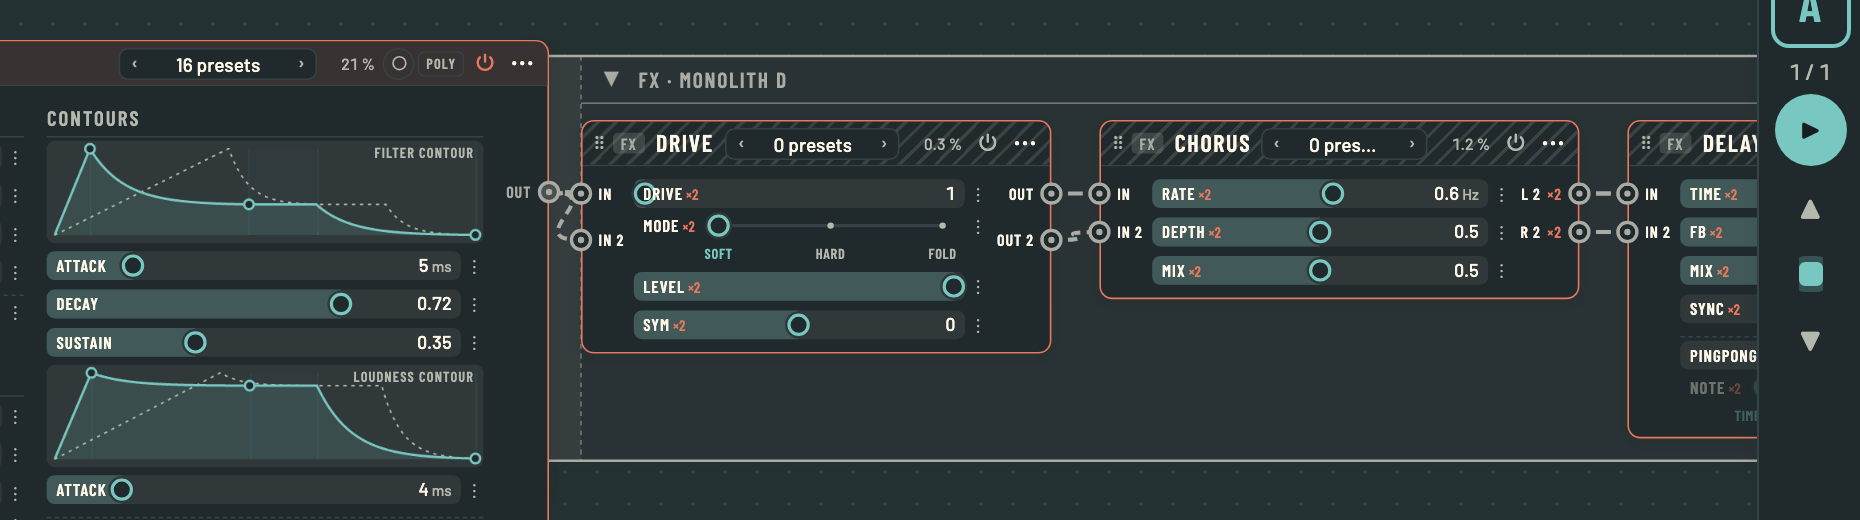 16 presets
21 %
POLY
CONTOURS
FILTER CONTOUR
ATTACK 5 ms
DECAY 0.72
SUSTAIN 0.35
LOUDNESS CONTOUR
ATTACK 4 ms
OUT
FX · MONOLITH D
FX DRIVE 0 presets 0.3 %
IN DRIVE ×2 1 OUT
MODE ×2
IN 2 OUT 2
SOFT HARD FOLD
LEVEL ×2
SYM ×2 0
FX CHORUS 0 pres... 1.2 %
IN RATE ×2 0.6 Hz L 2 ×2
IN 2 DEPTH ×2 0.5 R 2 ×2
MIX ×2 0.5
FX DELAY
IN TIME ×2
IN 2 FB ×2
MIX ×2
SYNC ×2
PINGPONG
NOTE ×2
TIME
A
1 / 1